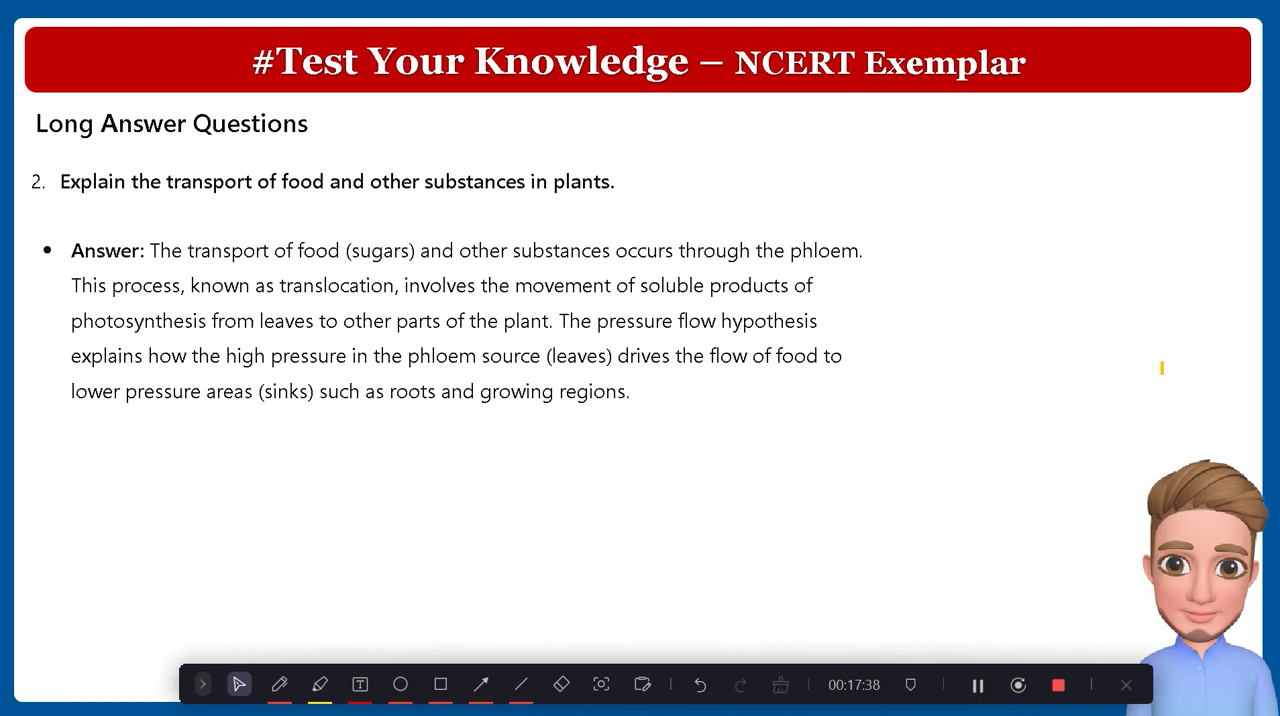 #Test Your Knowledge – NCERT Exemplar
Long Answer Questions
2. Explain the transport of food and other substances in plants.
• Answer: The transport of food (sugars) and other substances occurs through the phloem.
This process, known as translocation, involves the movement of soluble products of
photosynthesis from leaves to other parts of the plant. The pressure flow hypothesis
explains how the high pressure in the phloem source (leaves) drives the flow of food to
lower pressure areas (sinks) such as roots and growing regions.
00:17:38